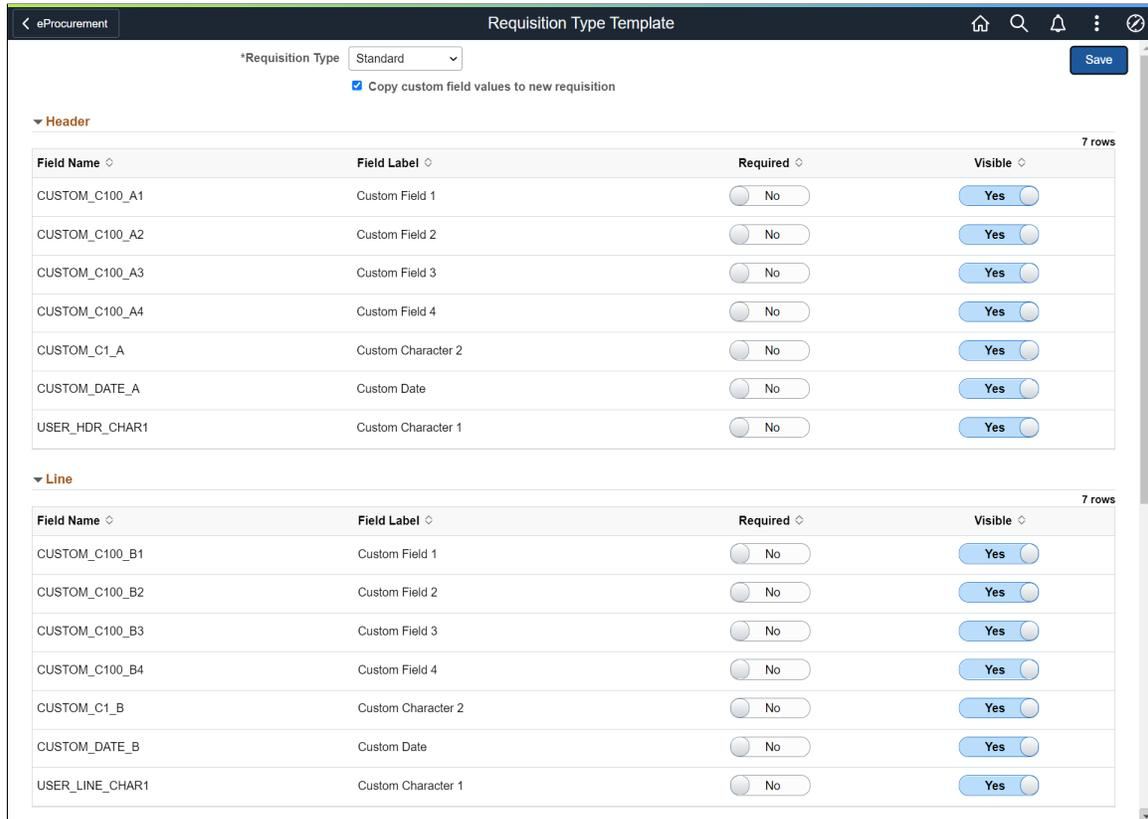 eProcurement
Requisition Type Template
*Requisition Type Standard
Save
Copy custom field values to new requisition
Header
7 rows
Field Name Field Label Required Visible
CUSTOM_C100_A1 Custom Field 1 No Yes
CUSTOM_C100_A2 Custom Field 2 No Yes
CUSTOM_C100_A3 Custom Field 3 No Yes
CUSTOM_C100_A4 Custom Field 4 No Yes
CUSTOM_C1_A Custom Character 2 No Yes
CUSTOM_DATE_A Custom Date No Yes
USER_HDR_CHAR1 Custom Character 1 No Yes
Line
7 rows
Field Name Field Label Required Visible
CUSTOM_C100_B1 Custom Field 1 No Yes
CUSTOM_C100_B2 Custom Field 2 No Yes
CUSTOM_C100_B3 Custom Field 3 No Yes
CUSTOM_C100_B4 Custom Field 4 No Yes
CUSTOM_C1_B Custom Character 2 No Yes
CUSTOM_DATE_B Custom Date No Yes
USER_LINE_CHAR1 Custom Character 1 No Yes